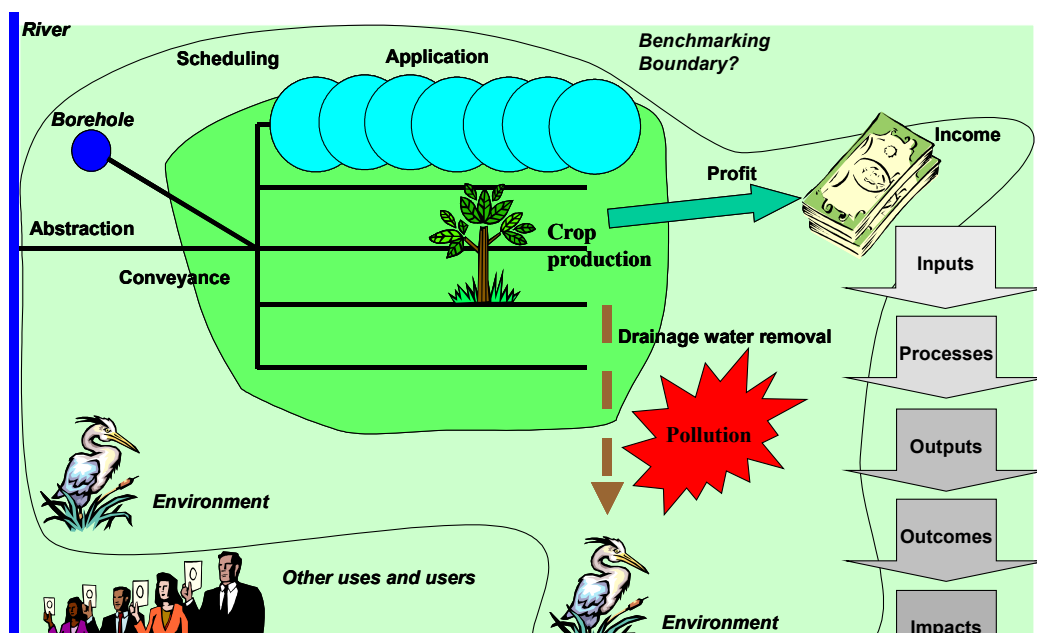 River
Benchmarking
Boundary?
Scheduling
Application
Borehole
Income
Profit
Abstraction
Crop
production
Conveyance
Inputs
Drainage water removal
Processes
Pollution
Outputs
Environment
Outcomes
Other uses and users
Environment
Impacts